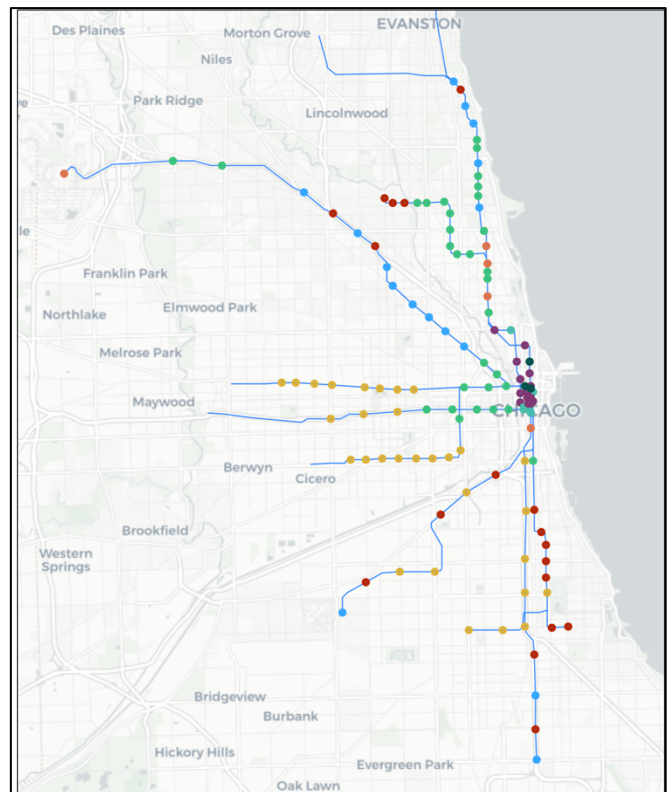 EVANSTON
Des Plaines
Morton Grove
Niles
Park Ridge
Lincolnwood
le
Franklin Park
Elmwood Park
Northlake
Melrose Park
Maywood
CHICAGO
Berwyn
Cicero
Brookfield
Western
Springs
Bridgeview
Burbank
Hickory Hills
Evergreen Park
Oak Lawn